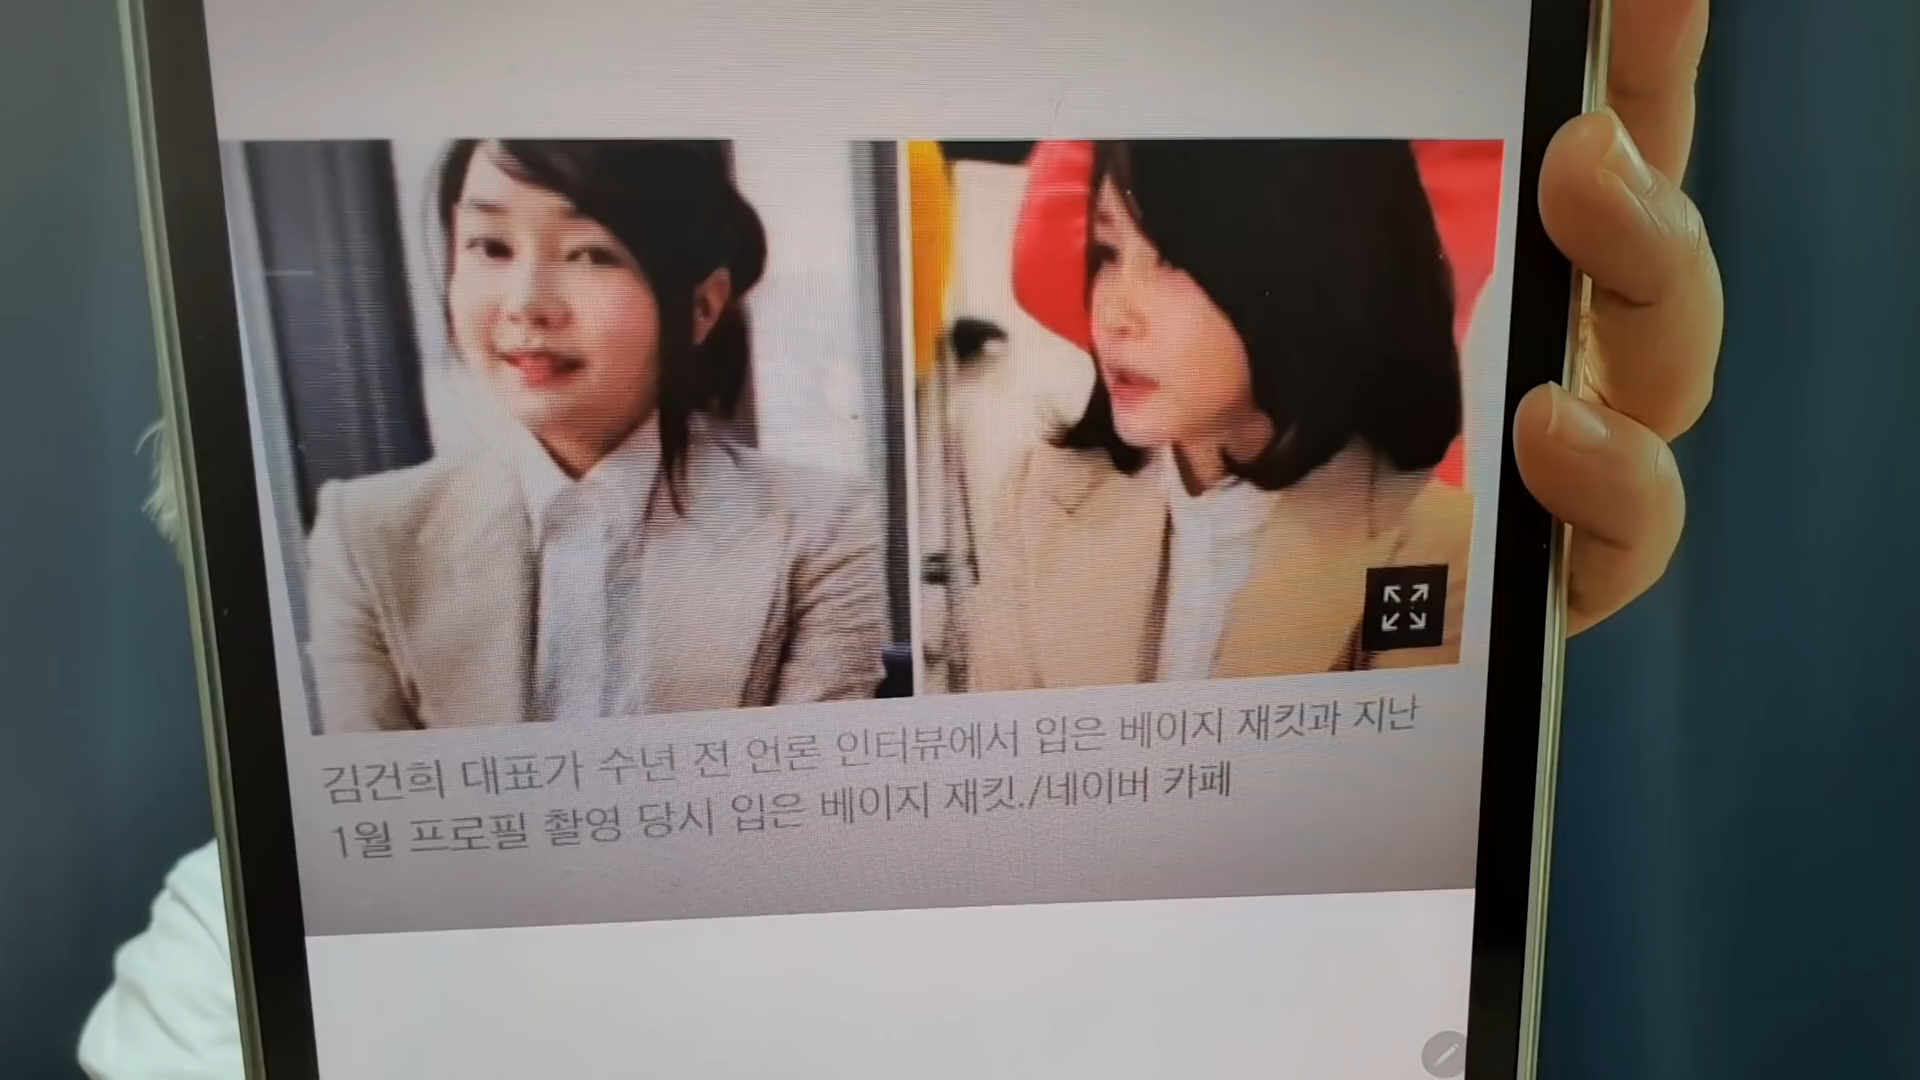 김건희 대표가 수년 전 언론 인터뷰에서 입은 베이지 재킷과 지난
1월 프로필 촬영 당시 입은 베이지 재킷./네이버 카페